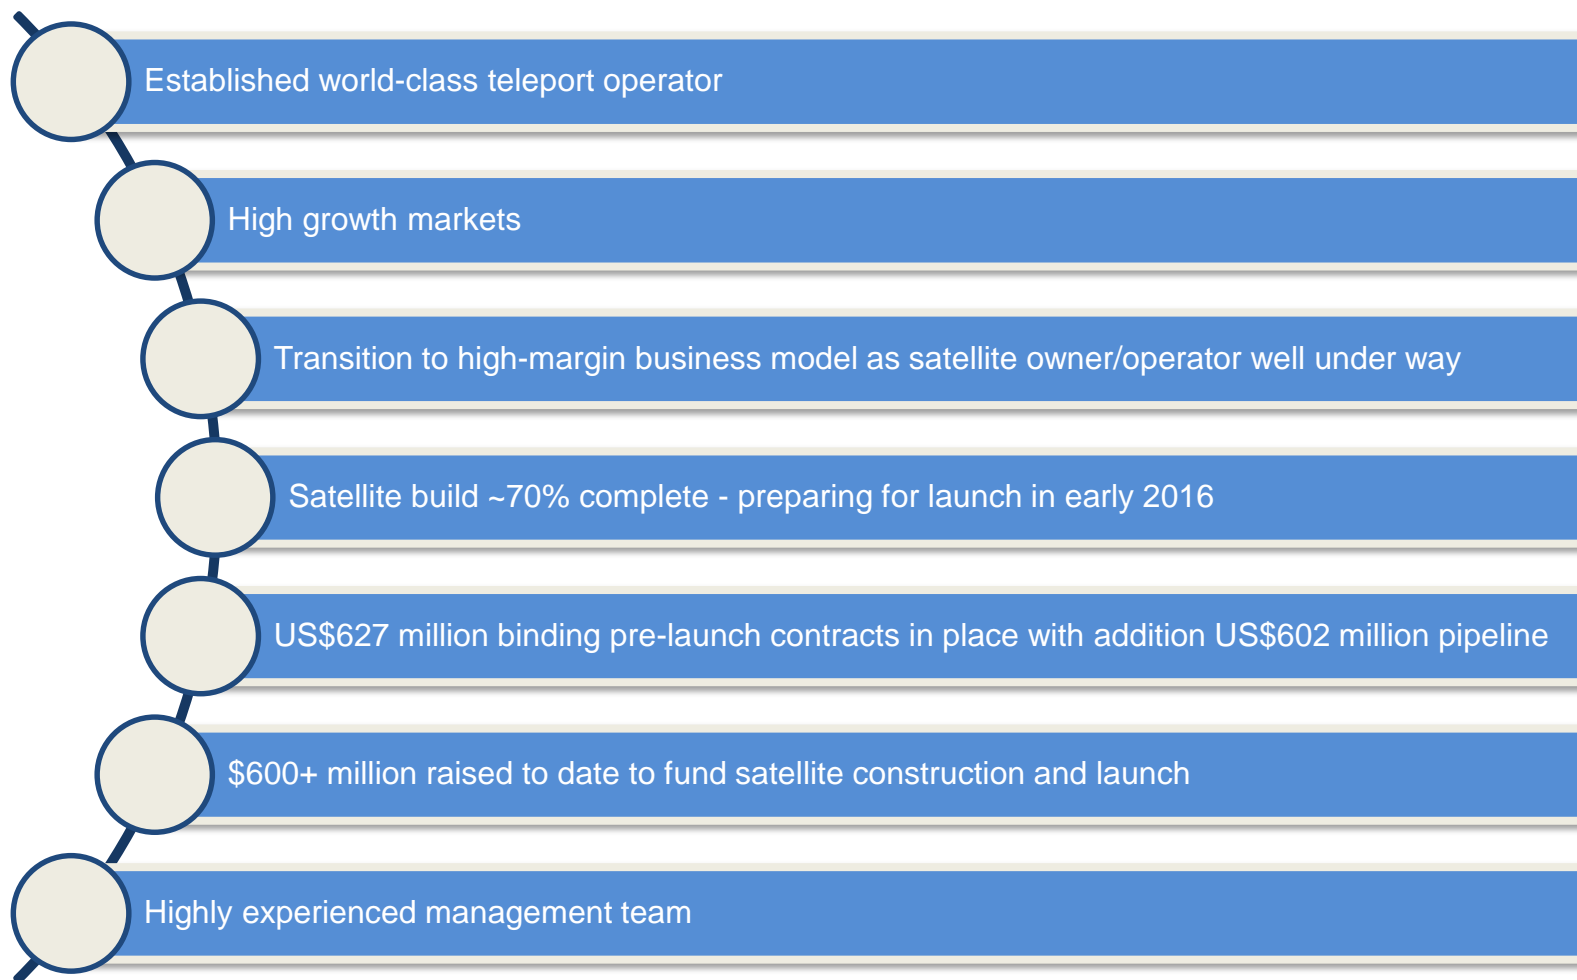 Established world-class teleport operator
High growth markets
Transition to high-margin business model as satellite owner/operator well under way
Satellite build ~70% complete - preparing for launch in early 2016
US$627 million binding pre-launch contracts in place with addition US$602 million pipeline
$600+ million raised to date to fund satellite construction and launch
Highly experienced management team